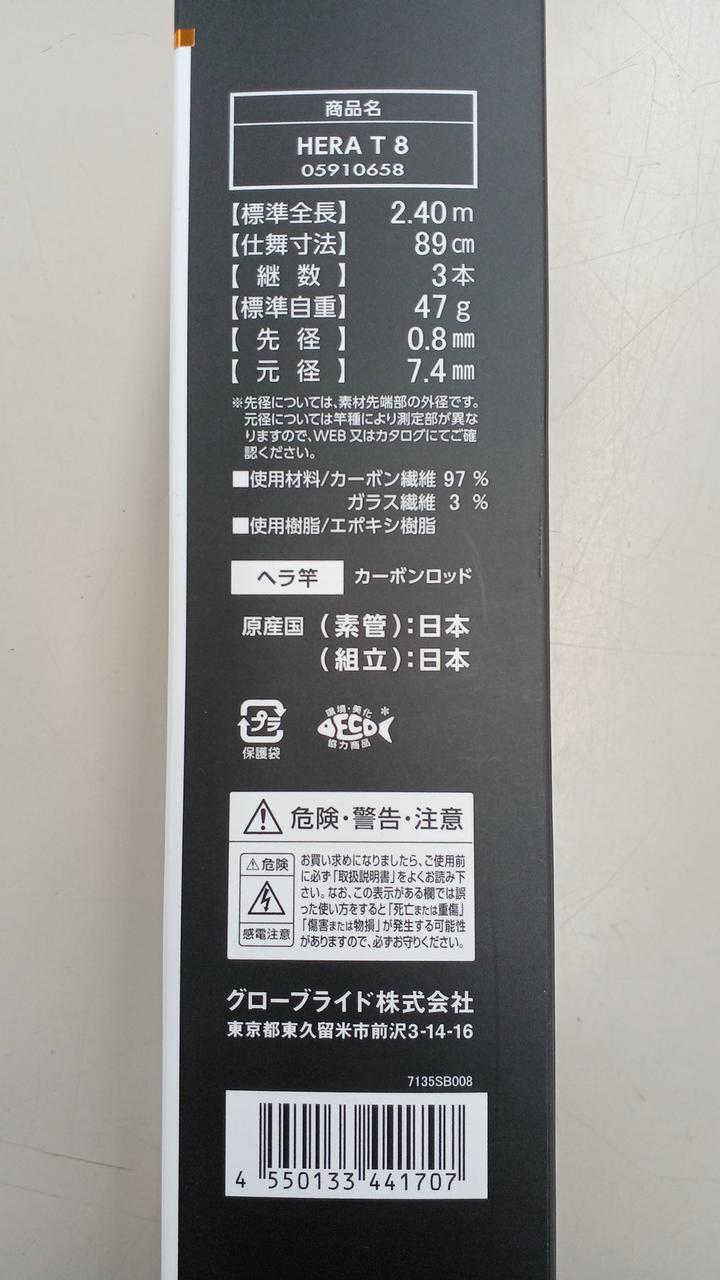 商品名
HERA T 8
05910658
【標準全長】 2.40m
【仕舞寸法】 89cm
【継数】 3本
【標準自重】 47g
【先径】 0.8mm
【元径】 7.4mm
※先径については、素材先端部の外径です。
元径については竿種により測定部が異な
りますので、WEB又はカタログにてご確
認ください。
■使用材料/カーボン繊維 97 %
ガラス繊維 3 %
■使用樹脂/エポキシ樹脂
ヘラ竿 カーボンロッド
原産国 (素管):日本
(組立):日本
プラ
保護袋
環境・美化
ECO
協力商品
危険・警告・注意
危険
感電注意
お買い求めになりましたら、ご使用前
に必ず「取扱説明書」をよくお読み下
さい。なお、この表示がある欄では誤
った使い方をすると「死亡または重傷」
「傷害または物損」が発生する可能性
がありますので、必ずお守りください。
グローブライド株式会社
東京都東久留米市前沢3-14-16
7135SB008
4 550133 441707